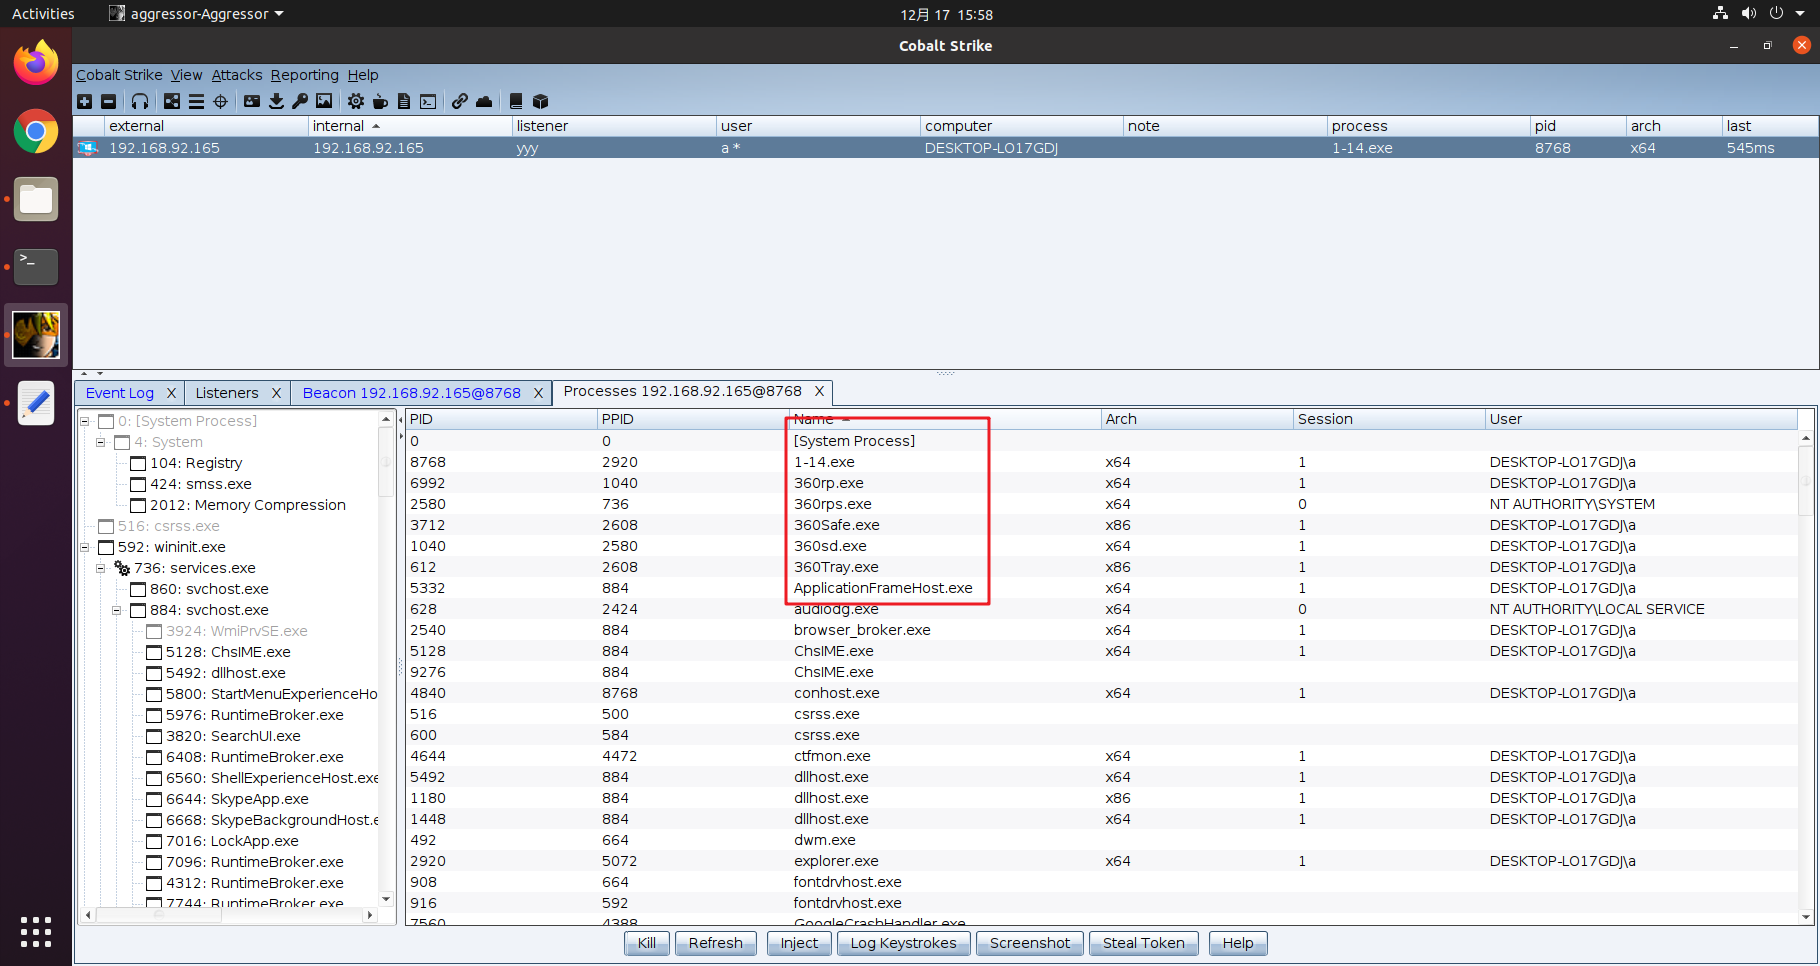 Activities aggressor-Aggressor 12月 17 15:58
Cobalt Strike
Cobalt Strike View Attacks Reporting Help
external internal listener user computer note process pid arch last
192.168.92.165 192.168.92.165 yyy a * DESKTOP-LO17GDJ 1-14.exe 8768 x64 545ms
Event Log X Listeners X Beacon 192.168.92.165@8768 X Processes 192.168.92.165@8768 X
0: [System Process]
4: System
104: Registry
424: smss.exe
2012: Memory Compression
516: csrss.exe
592: wininit.exe
736: services.exe
860: svchost.exe
884: svchost.exe
3924: WmiPrvSE.exe
5128: ChsIME.exe
5492: dllhost.exe
5800: StartMenuExperienceHo
5976: RuntimeBroker.exe
3820: SearchUI.exe
6408: RuntimeBroker.exe
6560: ShellExperienceHost.exe
6644: SkypeApp.exe
6668: SkypeBackgroundHost.e
7016: LockApp.exe
7096: RuntimeBroker.exe
4312: RuntimeBroker.exe
7744: RuntimeBroker.exe
PID PPID Name Arch Session User
0 0 [System Process]
8768 2920 1-14.exe x64 1 DESKTOP-LO17GDJ\a
6992 1040 360rp.exe x64 1 DESKTOP-LO17GDJ\a
2580 736 360rps.exe x64 0 NT AUTHORITY\SYSTEM
3712 2608 360Safe.exe x86 1 DESKTOP-LO17GDJ\a
1040 2580 360sd.exe x64 1 DESKTOP-LO17GDJ\a
612 2608 360Tray.exe x86 1 DESKTOP-LO17GDJ\a
5332 884 ApplicationFrameHost.exe x64 1 DESKTOP-LO17GDJ\a
628 2424 audiodg.exe x64 0 NT AUTHORITY\LOCAL SERVICE
2540 884 browser_broker.exe x64 1 DESKTOP-LO17GDJ\a
5128 884 ChsIME.exe x64 1 DESKTOP-LO17GDJ\a
9276 884 ChsIME.exe
4840 8768 conhost.exe x64 1 DESKTOP-LO17GDJ\a
516 500 csrss.exe
600 584 csrss.exe
4644 4472 ctfmon.exe x64 1 DESKTOP-LO17GDJ\a
5492 884 dllhost.exe x64 1 DESKTOP-LO17GDJ\a
1180 884 dllhost.exe x86 1 DESKTOP-LO17GDJ\a
1448 884 dllhost.exe x64 1 DESKTOP-LO17GDJ\a
492 664 dwm.exe
2920 5072 explorer.exe x64 1 DESKTOP-LO17GDJ\a
908 664 fontdrvhost.exe
916 592 fontdrvhost.exe
7560 4388 GoogleCrashHandler.exe
Kill Refresh Inject Log Keystrokes Screenshot Steal Token Help